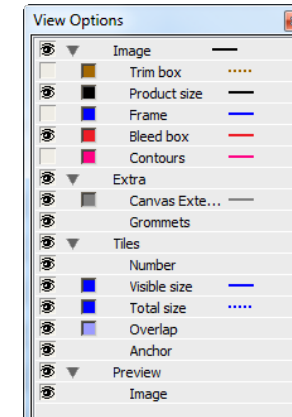 View Options
Image
Trim box
Product size
Frame
Bleed box
Contours
Extra
Canvas Exte...
Grommets
Tiles
Number
Visible size
Total size
Overlap
Anchor
Preview
Image